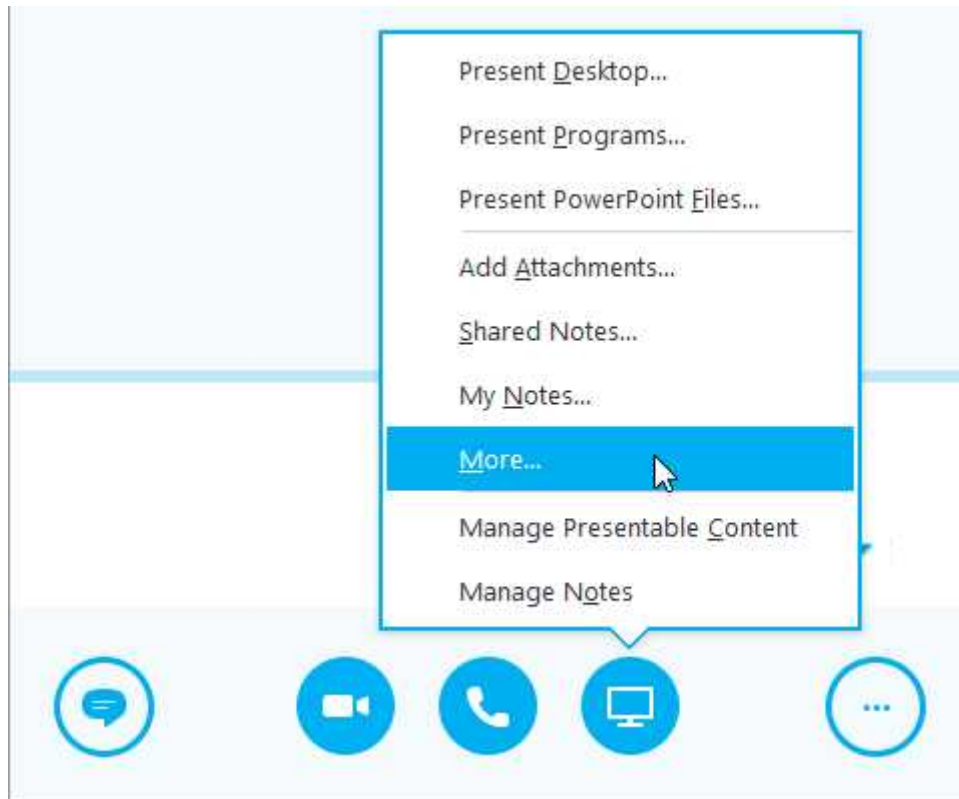 Present Desktop...
Present Programs...
Present PowerPoint Files...
Add Attachments...
Shared Notes...
My Notes...
More...
Manage Presentable Content
Manage Notes